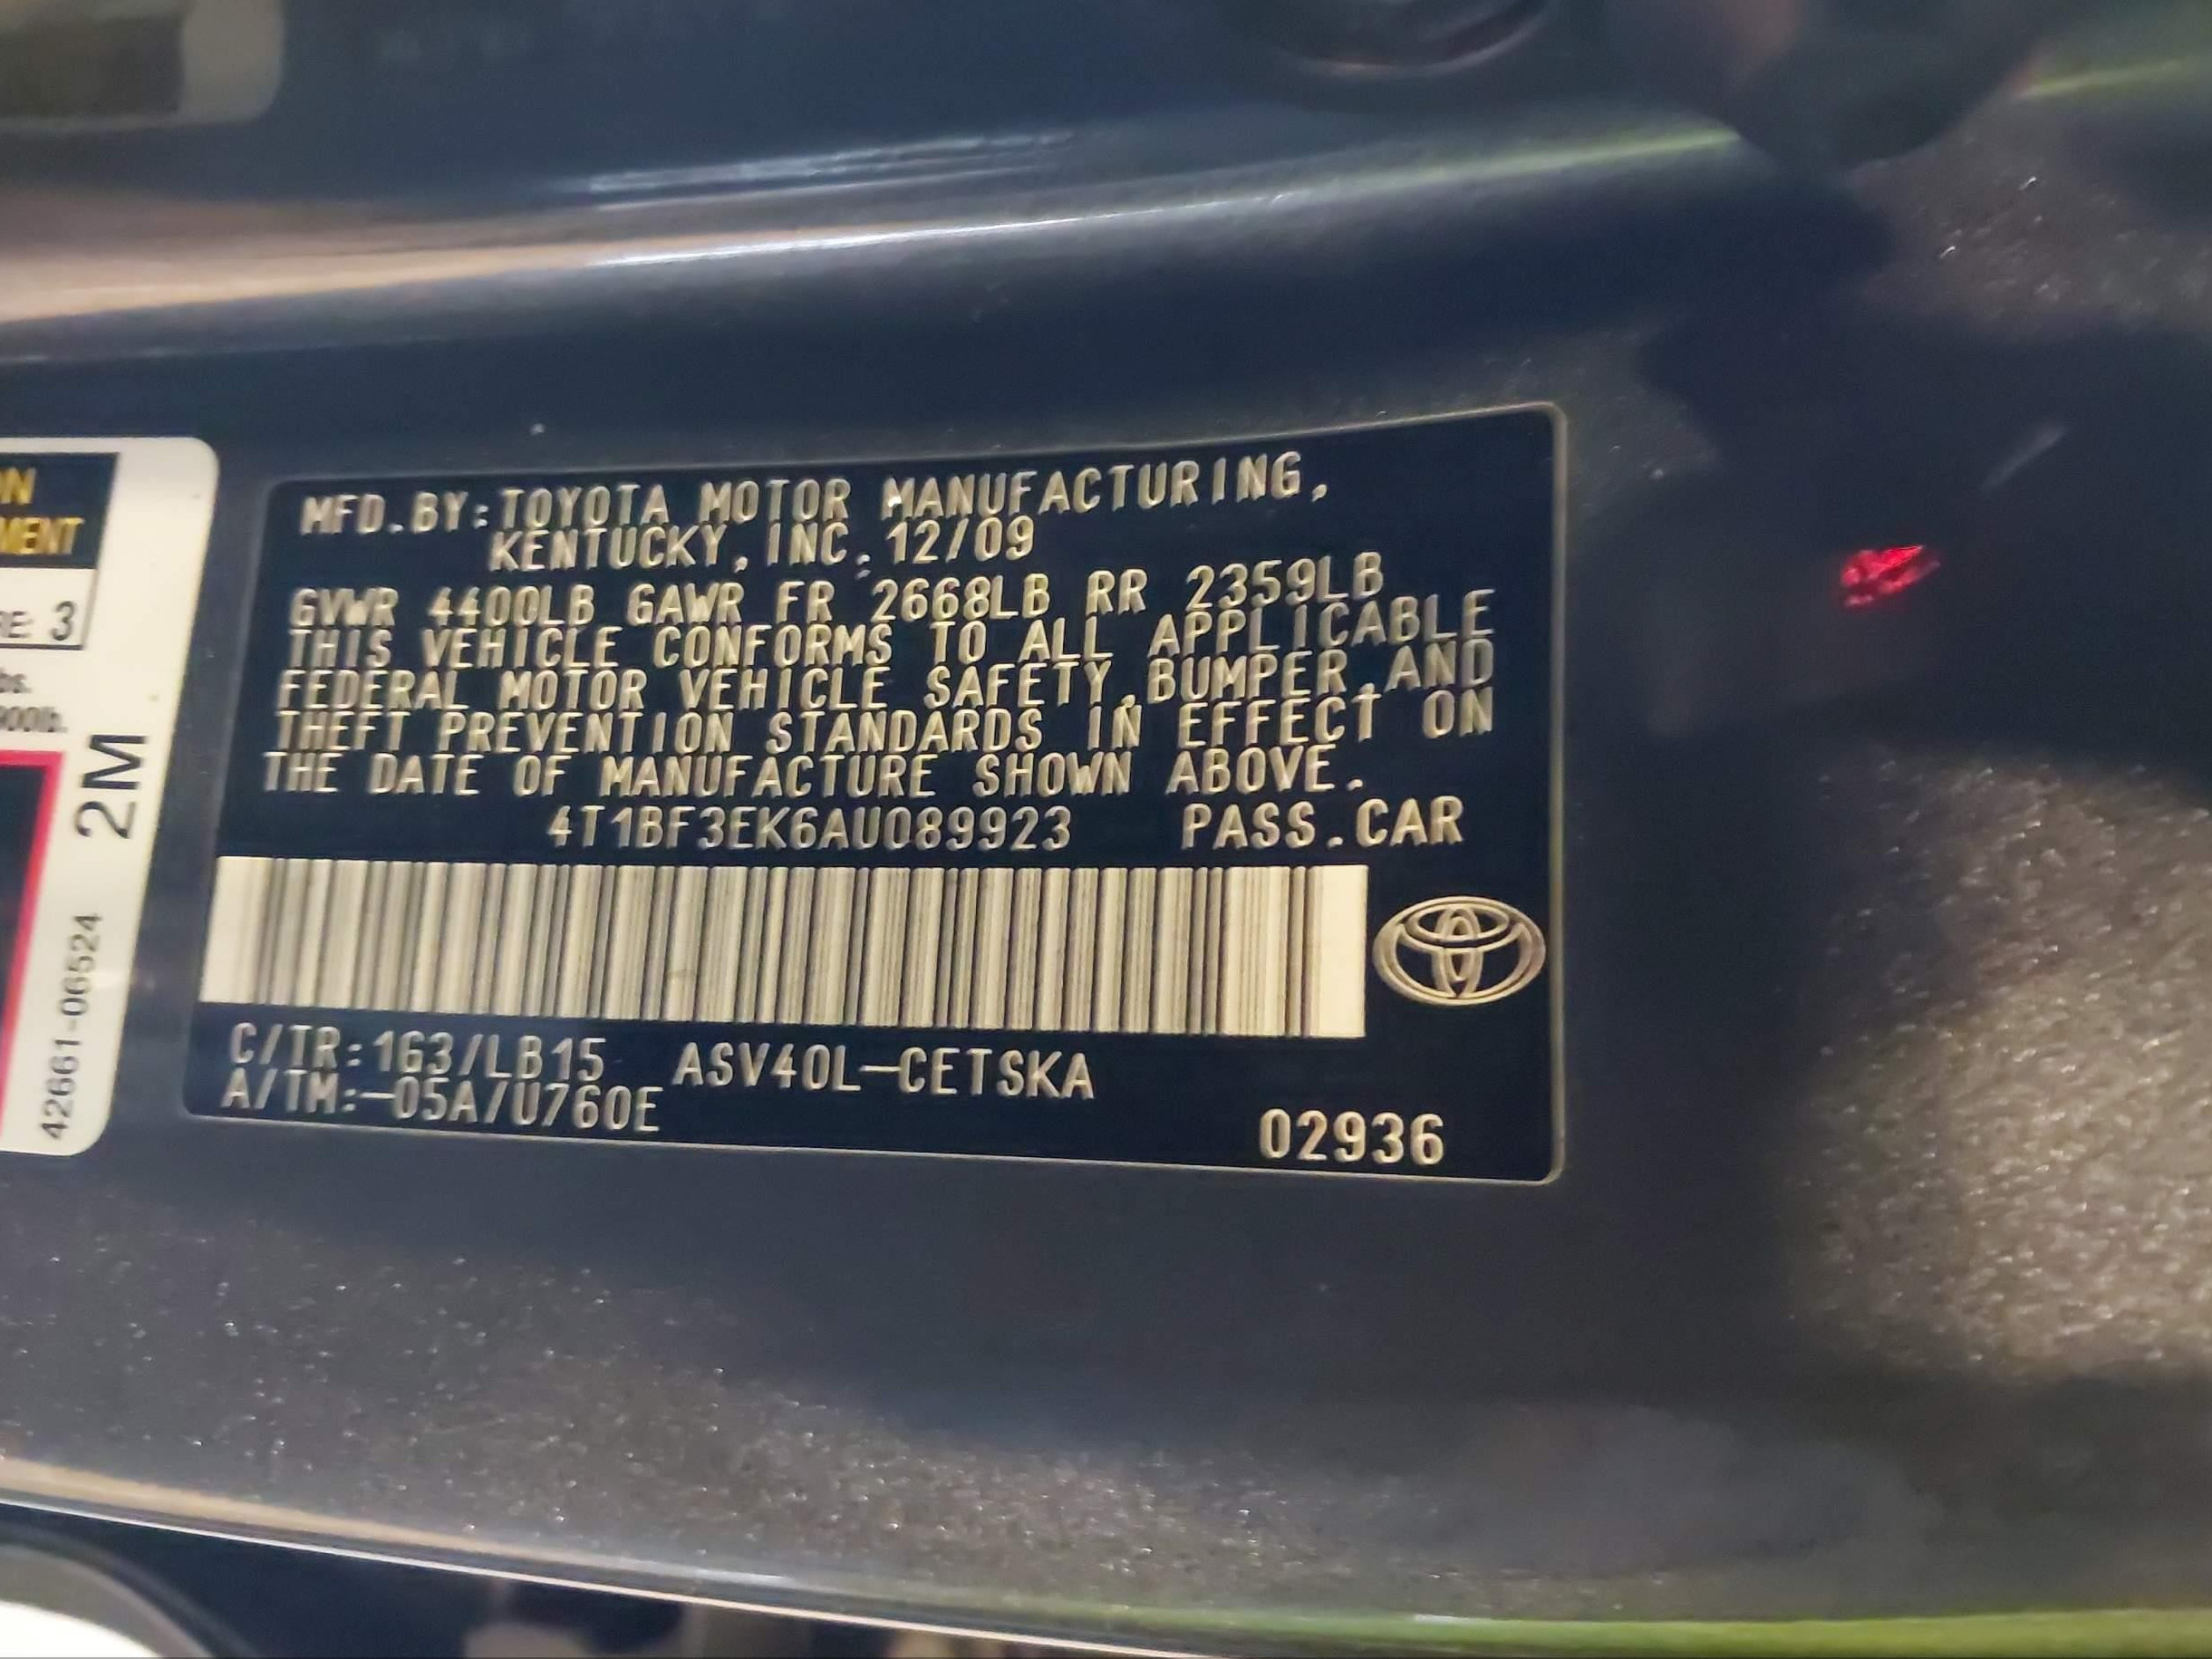 MFD.BY:TOYOTA MOTOR MANUFACTURING,
KENTUCKY, INC. 12/09
GVWR 4400LB GAWR FR 2668LB RR 2359LB
THIS VEHICLE CONFORMS TO ALL APPLICABLE
FEDERAL MOTOR VEHICLE SAFETY,BUMPER,AND
THEFT PREVENTION STANDARDS IN EFFECT ON
THE DATE OF MANUFACTURE SHOWN ABOVE.
4T1BF3EK6AU089923 PASS.CAR
C/TR:1G3/LB15 ASV40L-CETSKA
A/TM:-05A/U760E
02936
3
2M
42661-06524